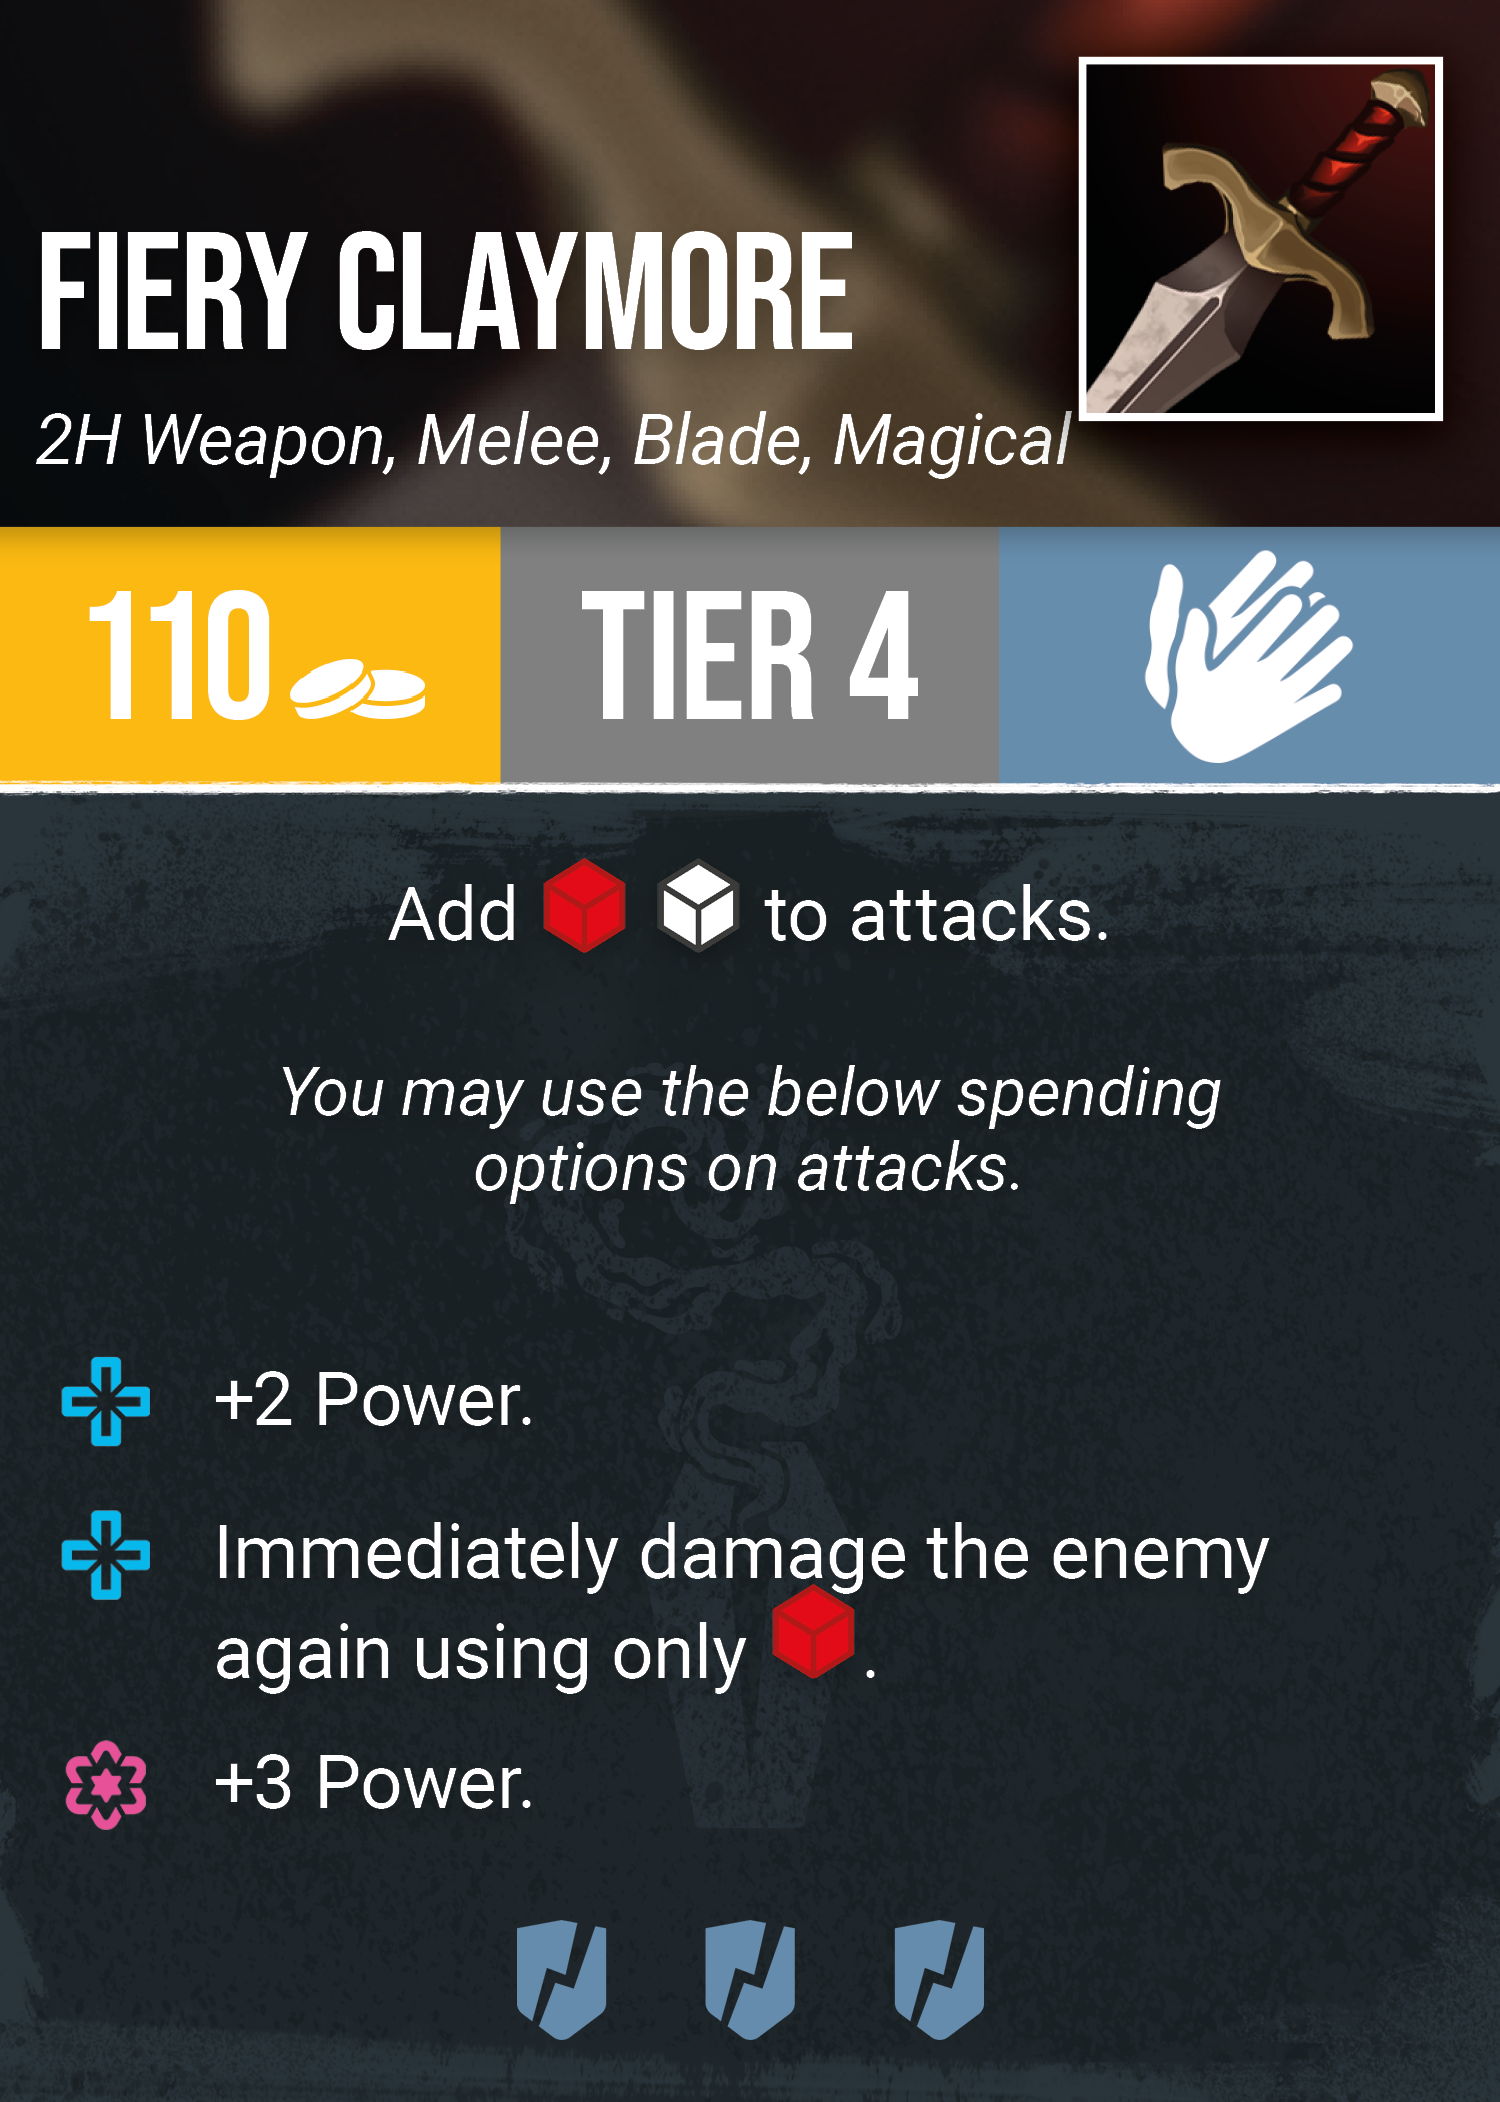 FIERY CLAYMORE
2H Weapon, Melee, Blade, Magical
110
TIER 4
Add to attacks.
You may use the below spending
options on attacks.
+2 Power.
Immediately damage the enemy
again using only .
+3 Power.